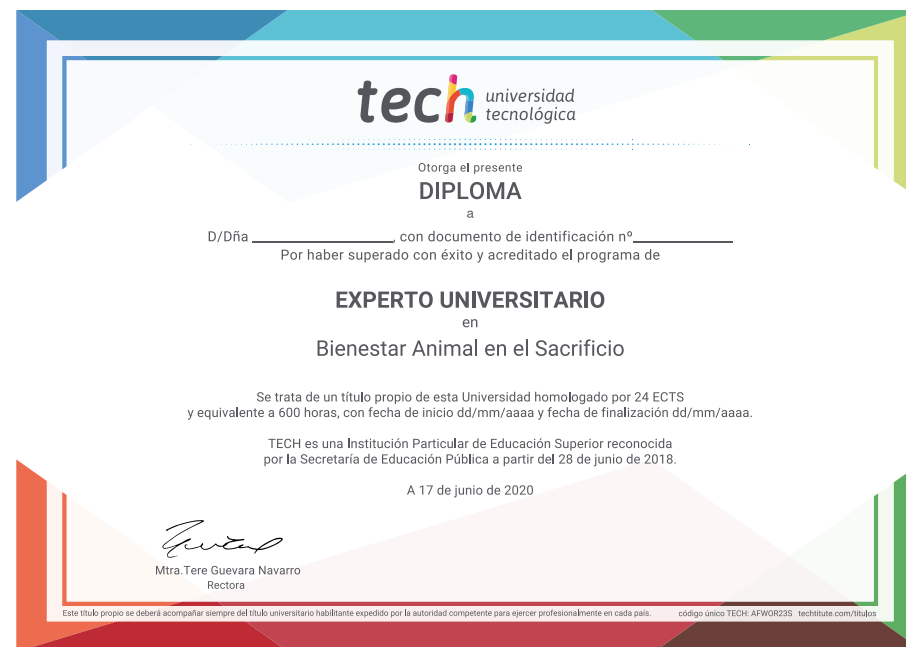 tech universidad
tecnológica
Otorga el presente
DIPLOMA
a
D/Dña ____________________, con documento de identificación nº______________
Por haber superado con éxito y acreditado el programa de
EXPERTO UNIVERSITARIO
en
Bienestar Animal en el Sacrificio
Se trata de un título propio de esta Universidad homologado por 24 ECTS
y equivalente a 600 horas, con fecha de inicio dd/mm/aaaa y fecha de finalización dd/mm/aaaa.
TECH es una Institución Particular de Educación Superior reconocida
por la Secretaría de Educación Pública a partir del 28 de junio de 2018.
A 17 de junio de 2020
Mtra.Tere Guevara Navarro
Rectora
Este título propio se deberá acompañar siempre del título universitario habilitante expedido por la autoridad competente para ejercer profesionalmente en cada país. código único TECH: AFWOR23S techtitute.com/titulos